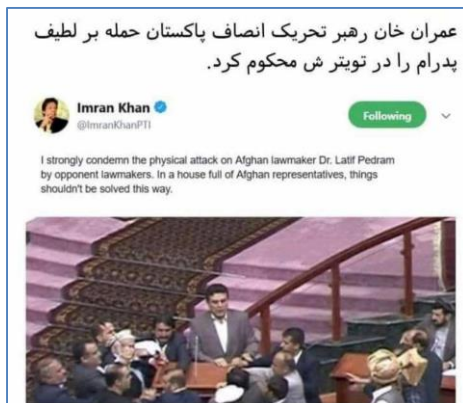 عمران خان رهبر تحریک انصاف پاکستان حمله بر لطیف
پدرام را در تویتر ش محکوم کرد.
Imran Khan
@ImranKhanPTI
Following
I strongly condemn the physical attack on Afghan lawmaker Dr. Latif Pedram
by opponent lawmakers. In a house full of Afghan representatives, things
shouldn't be solved this way.